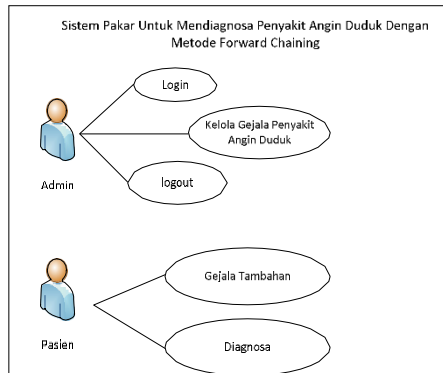 Sistem Pakar Untuk Mendiagnosa Penyakit Angin Duduk Dengan
Metode Forward Chaining
Login
Kelola Gejala Penyakit
Angin Duduk
Admin
logout
Gejala Tambahan
Pasien
Diagnosa